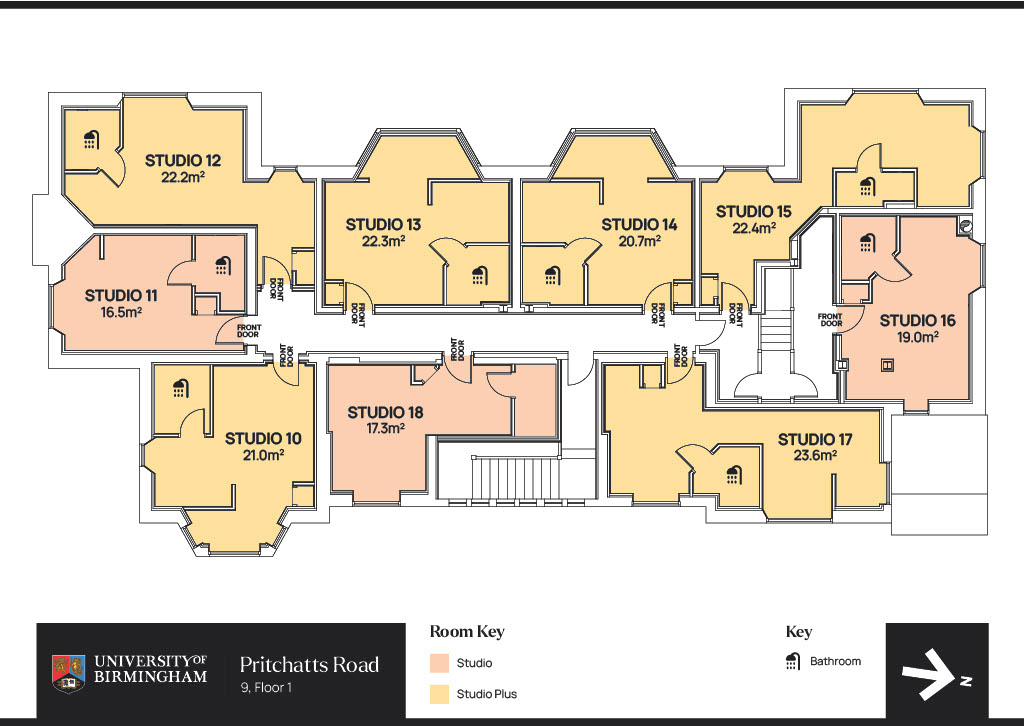 STUDIO 12
22.2m²
STUDIO 13
22.3m²
STUDIO 14
20.7m²
STUDIO 15
22.4m²
STUDIO 11
16.5m²
FRONT
DOOR
FRONT
DOOR
FRONT
DOOR
FRONT
DOOR
FRONT
DOOR
FRONT
DOOR
STUDIO 16
19.0m²
FRONT
DOOR
FRONT
DOOR
FRONT
DOOR
FRONT
DOOR
STUDIO 18
17.3m²
STUDIO 10
21.0m²
STUDIO 17
23.6m²
UNIVERSITY OF
BIRMINGHAM
Pritchatts Road
9, Floor 1
Room Key
Studio
Studio Plus
Key
Bathroom
N